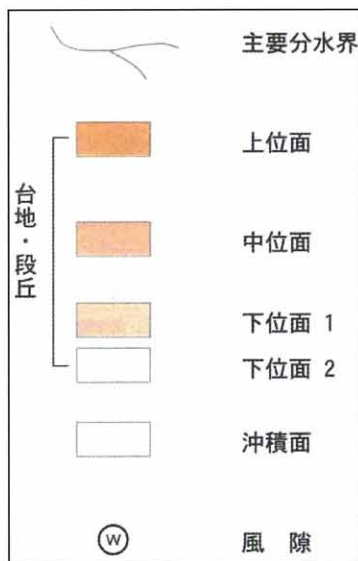 主要分水界
台地・段丘
上位面
中位面
下位面 1
下位面 2
沖積面
W 風 隙